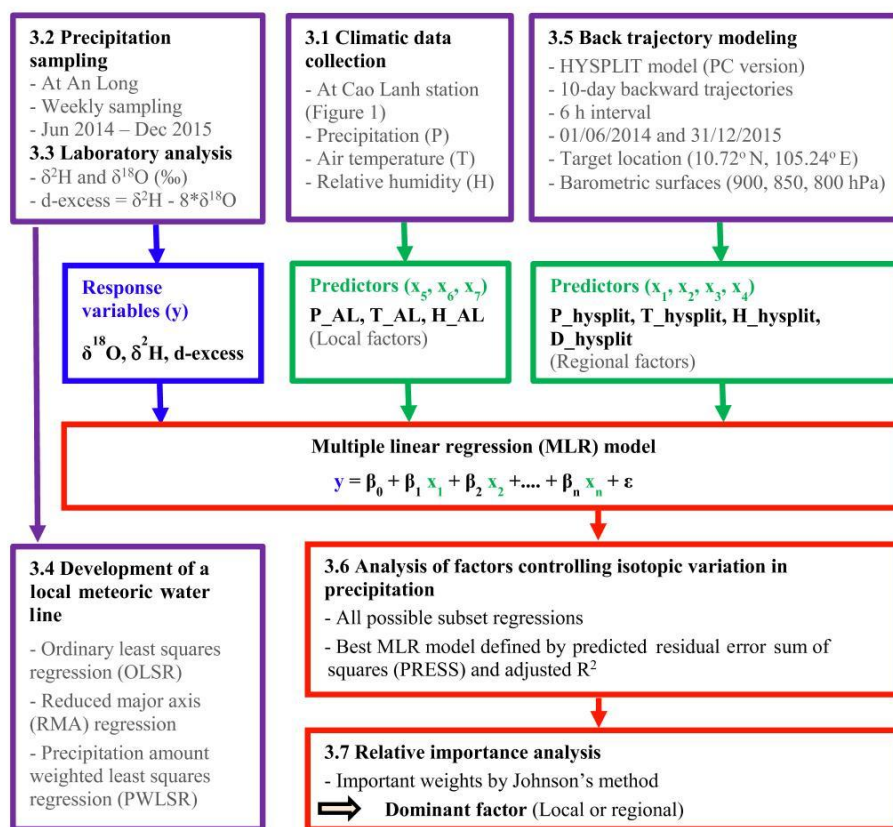 3.2 Precipitation
sampling
- At An Long
- Weekly sampling
- Jun 2014 – Dec 2015
3.3 Laboratory analysis
- δ²H and δ¹⁸O (‰)
- d-excess = δ²H - 8*δ¹⁸O
3.1 Climatic data
collection
- At Cao Lanh station
(Figure 1)
- Precipitation (P)
- Air temperature (T)
- Relative humidity (H)
3.5 Back trajectory modeling
- HYSPLIT model (PC version)
- 10-day backward trajectories
- 6 h interval
- 01/06/2014 and 31/12/2015
- Target location (10.72° N, 105.24° E)
- Barometric surfaces (900, 850, 800 hPa)
Response
variables (y)
δ¹⁸O, δ²H, d-excess
Predictors (x₅, x₆, x₇)
P_AL, T_AL, H_AL
(Local factors)
Predictors (x₁, x₂, x₃, x₄)
P_hysplit, T_hysplit, H_hysplit,
D_hysplit
(Regional factors)
Multiple linear regression (MLR) model
y = β₀ + β₁ x₁ + β₂ x₂ +.... + βₙ xₙ + ε
3.4 Development of a
local meteoric water
line
- Ordinary least squares
regression (OLSR)
- Reduced major axis
(RMA) regression
- Precipitation amount
weighted least squares
regression (PWLSR)
3.6 Analysis of factors controlling isotopic variation in
precipitation
- All possible subset regressions
- Best MLR model defined by predicted residual error sum of
squares (PRESS) and adjusted R²
3.7 Relative importance analysis
- Important weights by Johnson's method
Dominant factor (Local or regional)